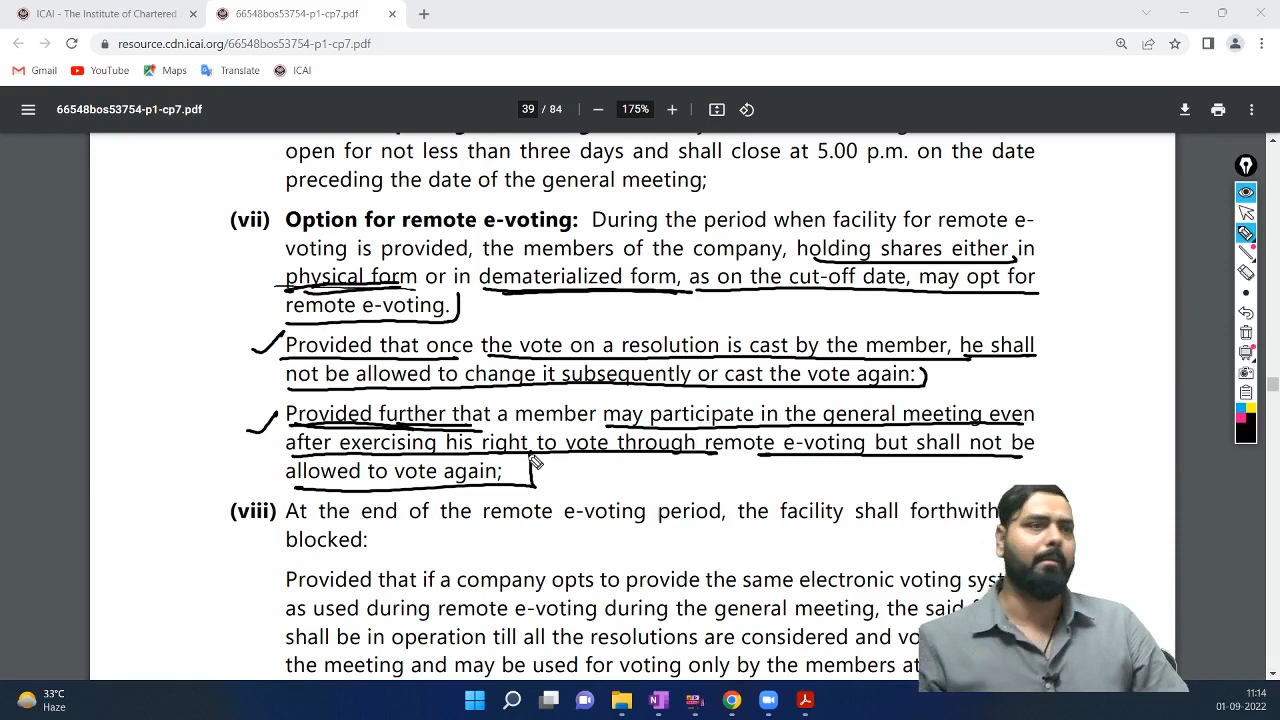 ICAI - The Institute of Chartered
66548bos53754-p1-cp7.pdf
resource.cdn.icai.org/66548bos53754-p1-cp7.pdf
Gmail YouTube Maps Translate ICAI
66548bos53754-p1-cp7.pdf
39 / 84 175%
open for not less than three days and shall close at 5.00 p.m. on the date
preceding the date of the general meeting;
(vii) Option for remote e-voting: During the period when facility for remote e-
voting is provided, the members of the company, holding shares either in
physical form or in dematerialized form, as on the cut-off date, may opt for
remote e-voting.
Provided that once the vote on a resolution is cast by the member, he shall
not be allowed to change it subsequently or cast the vote again:
Provided further that a member may participate in the general meeting even
after exercising his right to vote through remote e-voting but shall not be
allowed to vote again;
(viii) At the end of the remote e-voting period, the facility shall forthwith
blocked:
Provided that if a company opts to provide the same electronic voting
as used during remote e-voting during the general meeting, the said
shall be in operation till all the resolutions are considered and
the meeting and may be used for voting only by the members
33°C
Haze
11:14
01-09-2022